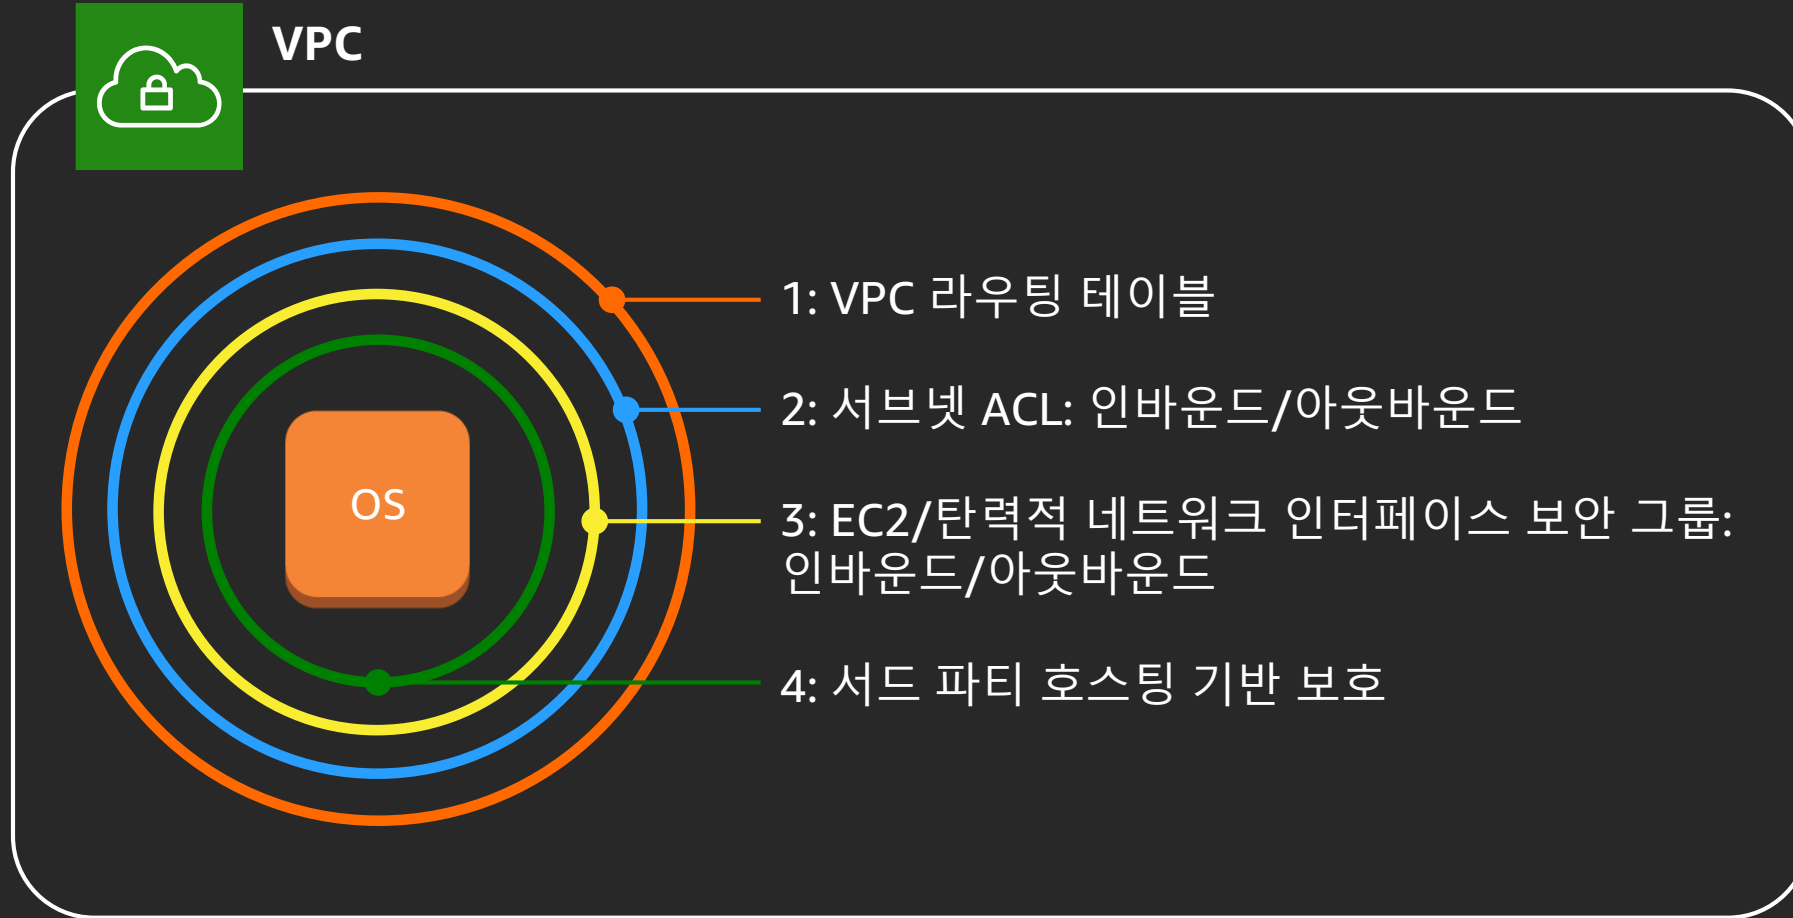 VPC
1: VPC 라우팅 테이블
2: 서브넷 ACL: 인바운드/아웃바운드
OS
3: EC2/탄력적 네트워크 인터페이스 보안 그룹:
인바운드/아웃바운드
4: 서드 파티 호스팅 기반 보호